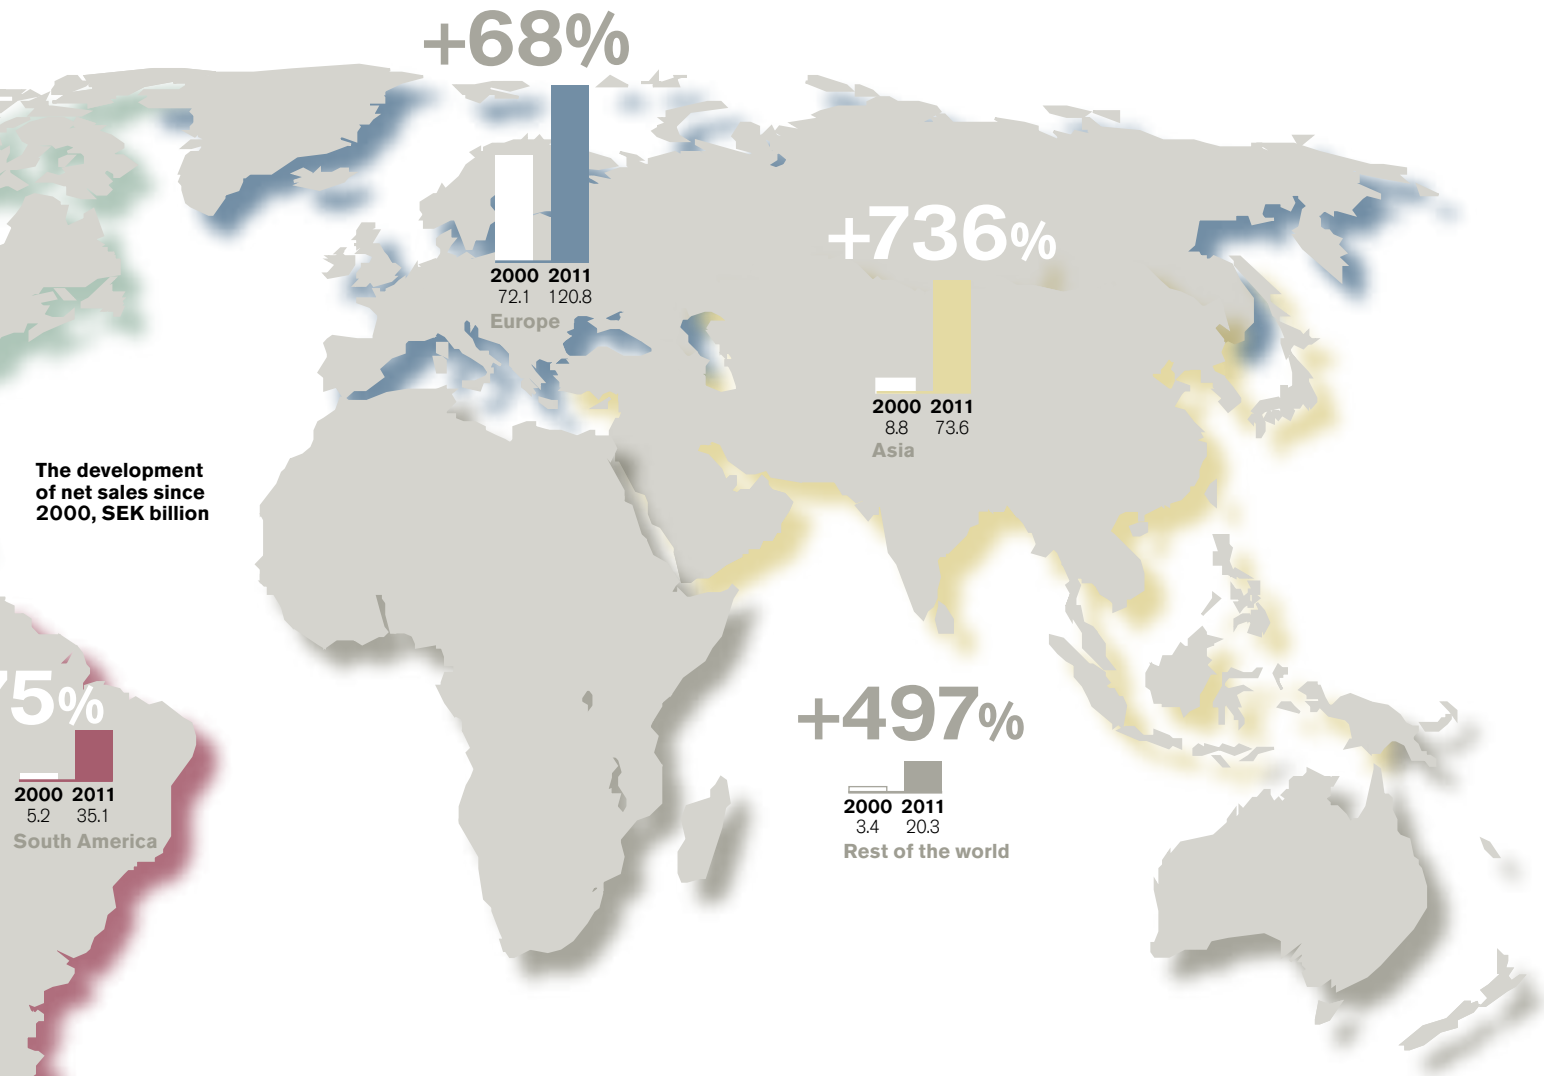 +68%
2000 2011
72.1 120.8
Europe
+736%
2000 2011
8.8 73.6
Asia
The development
of net sales since
2000, SEK billion
75%
2000 2011
5.2 35.1
South America
+497%
2000 2011
3.4 20.3
Rest of the world